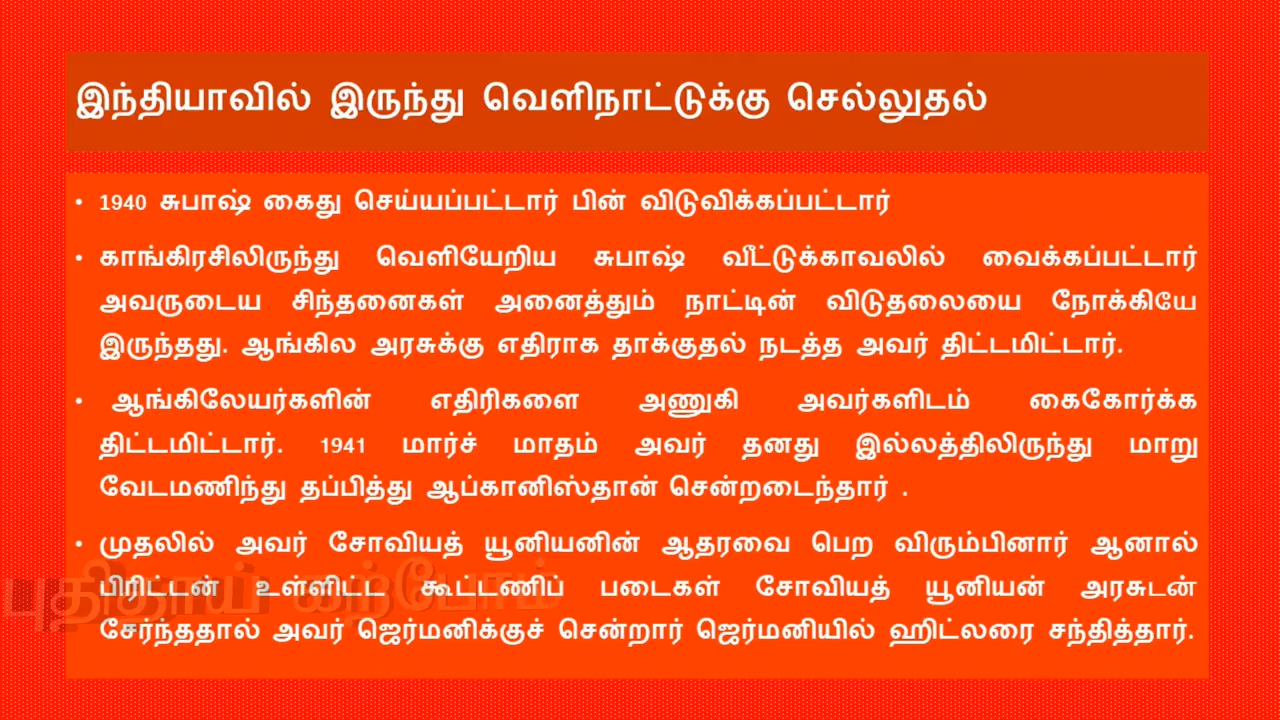 இந்தியாவில் இருந்து வெளிநாட்டுக்கு செல்லுதல்
• 1940 சுபாஷ் கைது செய்யப்பட்டார் பின் விடுவிக்கப்பட்டார்
• காங்கிரசிலிருந்து வெளியேறிய சுபாஷ் வீட்டுக்காவலில் வைக்கப்பட்டார்
அவருடைய சிந்தனைகள் அனைத்தும் நாட்டின் விடுதலையை நோக்கியே
இருந்தது. ஆங்கில அரசுக்கு எதிராக தாக்குதல் நடத்த அவர் திட்டமிட்டார்.
• ஆங்கிலேயர்களின் எதிரிகளை அணுகி அவர்களிடம் கைகோர்க்க
திட்டமிட்டார். 1941 மார்ச் மாதம் அவர் தனது இல்லத்திலிருந்து மாறு
வேடமணிந்து தப்பித்து ஆப்கானிஸ்தான் சென்றடைந்தார் .
• முதலில் அவர் சோவியத் யூனியனின் ஆதரவை பெற விரும்பினார் ஆனால்
பிரிட்டன் உள்ளிட்ட கூட்டணிப் படைகள் சோவியத் யூனியன் அரசுடன்
சேர்ந்ததால் அவர் ஜெர்மனிக்குச் சென்றார் ஜெர்மனியில் ஹிட்லரை சந்தித்தார்.
புதிதாய் கற்போம்